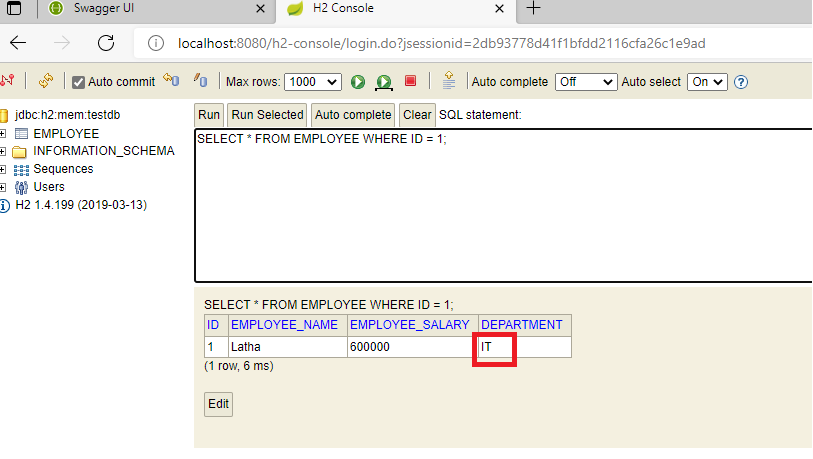 Swagger UI
H2 Console
localhost:8080/h2-console/login.do?jsessionid=2db93778d41f1bfdd2116cfa26c1e9ad
Auto commit
Max rows: 1000
Auto complete Off
Auto select On
jdbc:h2:mem:testdb
EMPLOYEE
INFORMATION_SCHEMA
Sequences
Users
H2 1.4.199 (2019-03-13)
Run Run Selected Auto complete Clear SQL statement:
SELECT * FROM EMPLOYEE WHERE ID = 1;
SELECT * FROM EMPLOYEE WHERE ID = 1;
ID EMPLOYEE_NAME EMPLOYEE_SALARY DEPARTMENT
1 Latha 600000 IT
(1 row, 6 ms)
Edit